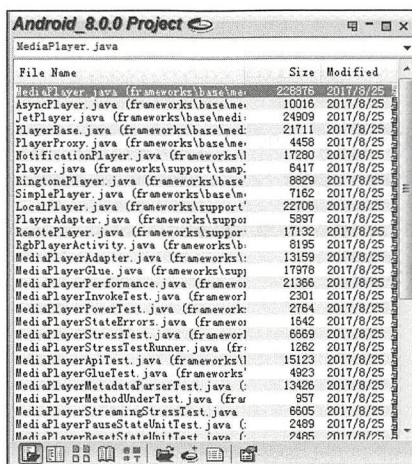 Android_8.0.0 Project
MediaPlayer.java
File Name Size Modified
MediaPlayer.java (frameworks\base\me 228876 2017/8/25
AsyncPlayer.java (frameworks\base\me 10016 2017/8/25
JetPlayer.java (frameworks\base\medi 24909 2017/8/25
PlayerBase.java (frameworks\base\med 21711 2017/8/25
PlayerProxy.java (frameworks\base\me 4458 2017/8/25
NotificationPlayer.java (frameworks\ 17280 2017/8/25
Player.java (frameworks\support\samp 6417 2017/8/25
RingtonePlayer.java (frameworks\base 8829 2017/8/25
SimplePlayer.java (frameworks\base\m 7162 2017/8/25
LocalPlayer.java (frameworks\support 22706 2017/8/25
PlayerAdapter.java (frameworks\suppo 5897 2017/8/25
RemotePlayer.java (frameworks\suppor 17132 2017/8/25
RgbPlayerActivity.java (frameworks\b 8195 2017/8/25
MediaPlayerAdapter.java (frameworks\ 13159 2017/8/25
MediaPlayerGlue.java (frameworks\sup 17978 2017/8/25
MediaPlayerPerformance.java (framewo 21366 2017/8/25
MediaPlayerInvokeTest.java (framewor 2301 2017/8/25
MediaPlayerPowerTest.java (framework 2764 2017/8/25
MediaPlayerStateErrors.java (framewo 1642 2017/8/25
MediaPlayerStressTest.java (framewor 6669 2017/8/25
MediaPlayerStressTestRunner.java (fr 1262 2017/8/25
MediaPlayerApiTest.java (frameworks\ 15123 2017/8/25
MediaPlayerGlueTest.java (frameworks 4923 2017/8/25
MediaPlayerMetadataParserTest.java ( 13426 2017/8/25
MediaPlayerMethodUnderTest.java (fra 957 2017/8/25
MediaPlayerStreamingStressTest.java 6605 2017/8/25
MediaPlayerPauseStateUnitTest.java ( 2489 2017/8/25
MediaPlayerResetStateUnitTest.java ( 2485 2017/8/25